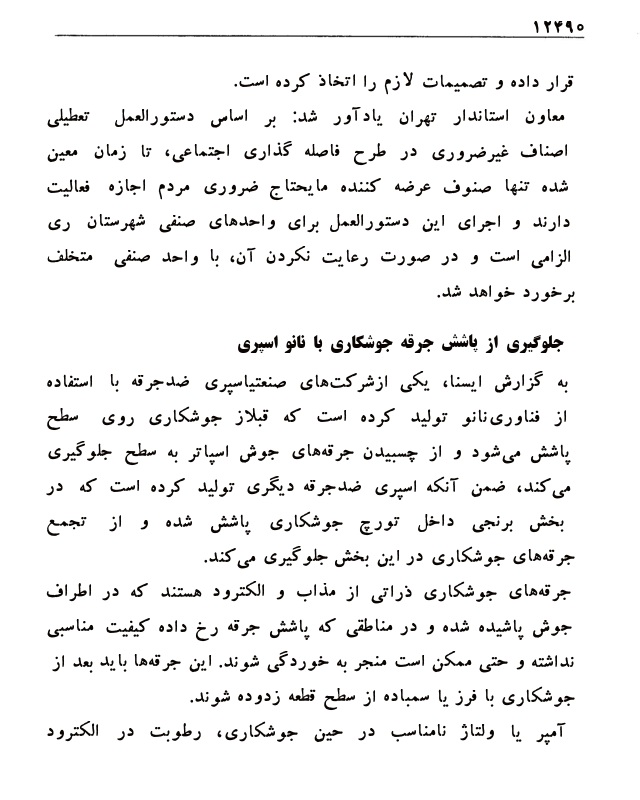 ۱۲۴۹۰
قرار داده و تصمیمات لازم را اتخاذ کرده است.
معاون استاندار تهران یادآور شد: بر اساس دستورالعمل تعطیلی
اصناف غیرضروری در طرح فاصله گذاری اجتماعی، تا زمان معین
شده تنها صنوف عرضه کننده مایحتاج ضروری مردم اجازه فعالیت
دارند و اجرای این دستورالعمل برای واحدهای صنفی شهرستان ری
الزامی است و در صورت رعایت نکردن آن، با واحد صنفی متخلف
برخورد خواهد شد.
جلوگیری از پاشش جرقه جوشکاری با نانو اسپری
به گزارش ایسنا، یکی ازشرکت‌های صنعتیاسپری ضدجرقه با استفاده
از فناوری‌نانو تولید کرده است که قبلاز جوشکاری روی سطح
پاشش می‌شود و از چسبیدن جرقه‌های جوش اسپاتر به سطح جلوگیری
می‌کند، ضمن آنکه اسپری ضدجرقه دیگری تولید کرده است که در
بخش برنجی داخل تورچ جوشکاری پاشش شده و از تجمع
جرقه‌های جوشکاری در این بخش جلوگیری می‌کند.
جرقه‌های جوشکاری ذراتی از مذاب و الکترود هستند که در اطراف
جوش پاشیده شده و در مناطقی که پاشش جرقه رخ داده کیفیت مناسبی
نداشته و حتی ممکن است منجر به خوردگی شوند. این جرقه‌ها باید بعد از
جوشکاری با فرز یا سمباده از سطح قطعه زدوده شوند.
آمپر یا ولتاژ نامناسب در حین جوشکاری، رطوبت در الکترود